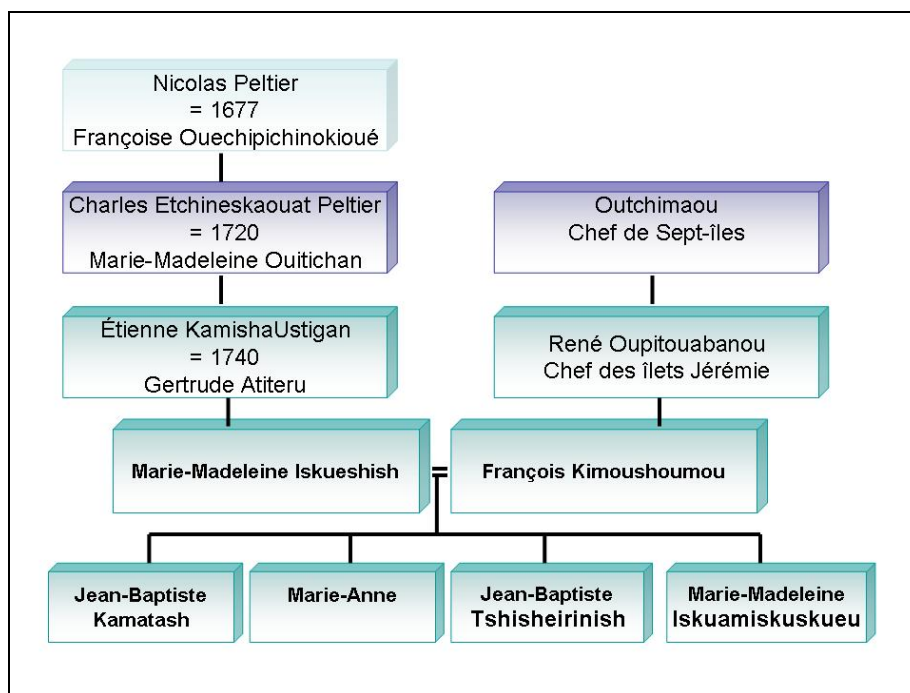 Nicolas Peltier
= 1677
Françoise Ouechipichinokioué
Charles Etchineskaouat Peltier
= 1720
Marie-Madeleine Ouitichan
Outchimaou
Chef de Sept-îles
Étienne KamishaUstigan
= 1740
Gertrude Atiteru
René Oupitouabanou
Chef des îlets Jérémie
Marie-Madeleine Iskueshish
=
François Kimoushoumou
Jean-Baptiste
Kamatash
Marie-Anne
Jean-Baptiste
Tshisheirinish
Marie-Madeleine
Iskuamiskuskueu